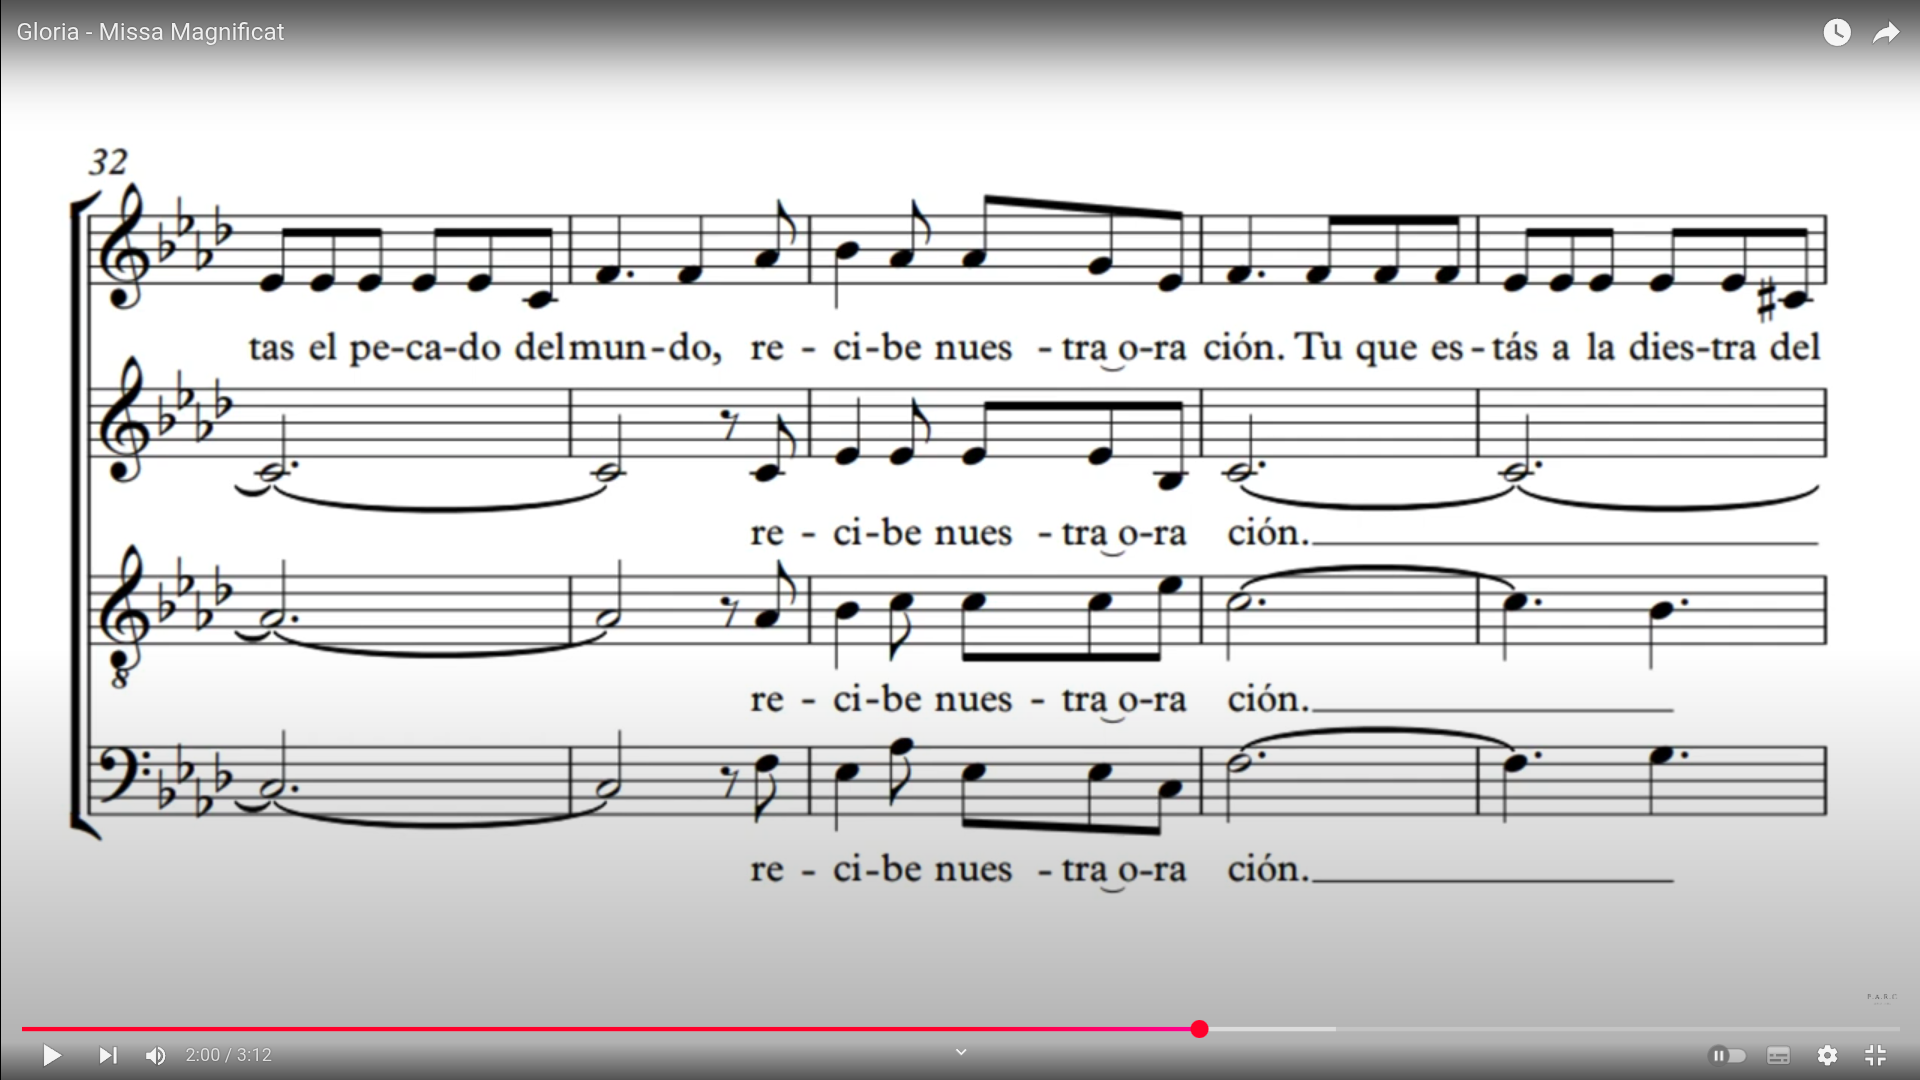 Gloria - Missa Magnificat
32
tas el pe-ca-do del mun-do, re - ci-be nues - tra‿o-ra ción. Tu que es-tás a la dies-tra del
re - ci-be nues - tra‿o-ra ción.
8
re - ci-be nues - tra‿o-ra ción.
re - ci-be nues - tra‿o-ra ción.
P.A.R.C
2:00 / 3:12